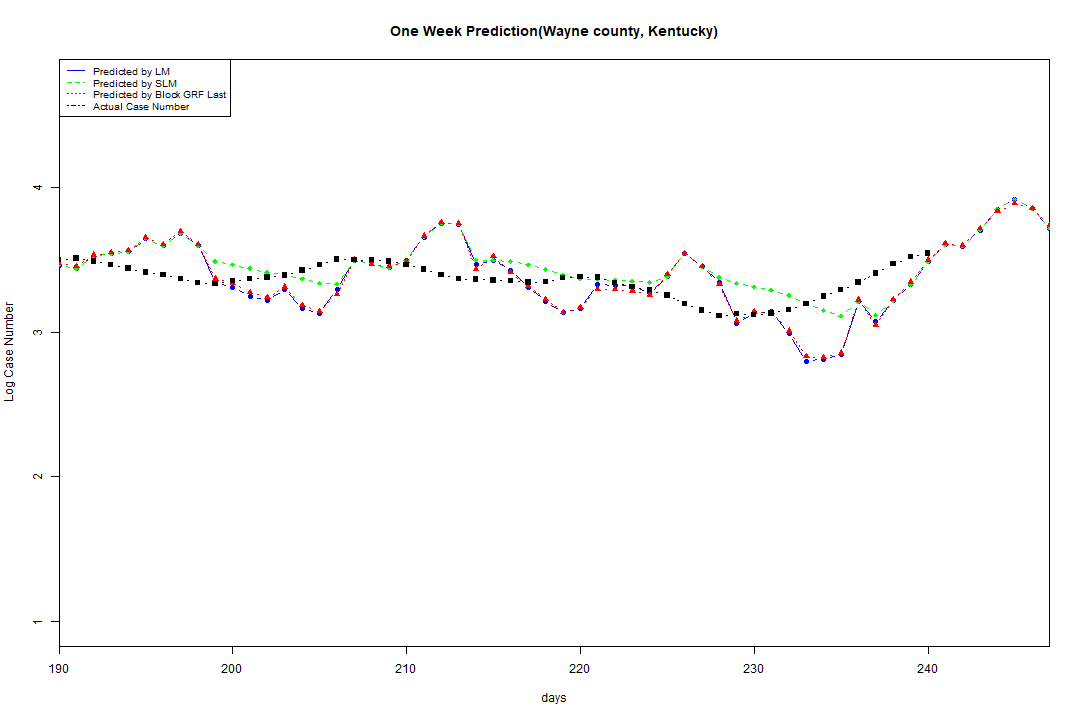 One Week Prediction(Wayne county, Kentucky)
Predicted by LM
Predicted by SLM
Predicted by Block GRF Last
Actual Case Number
4
3
2
1
Log Case Number
190 200 210 220 230 240
days